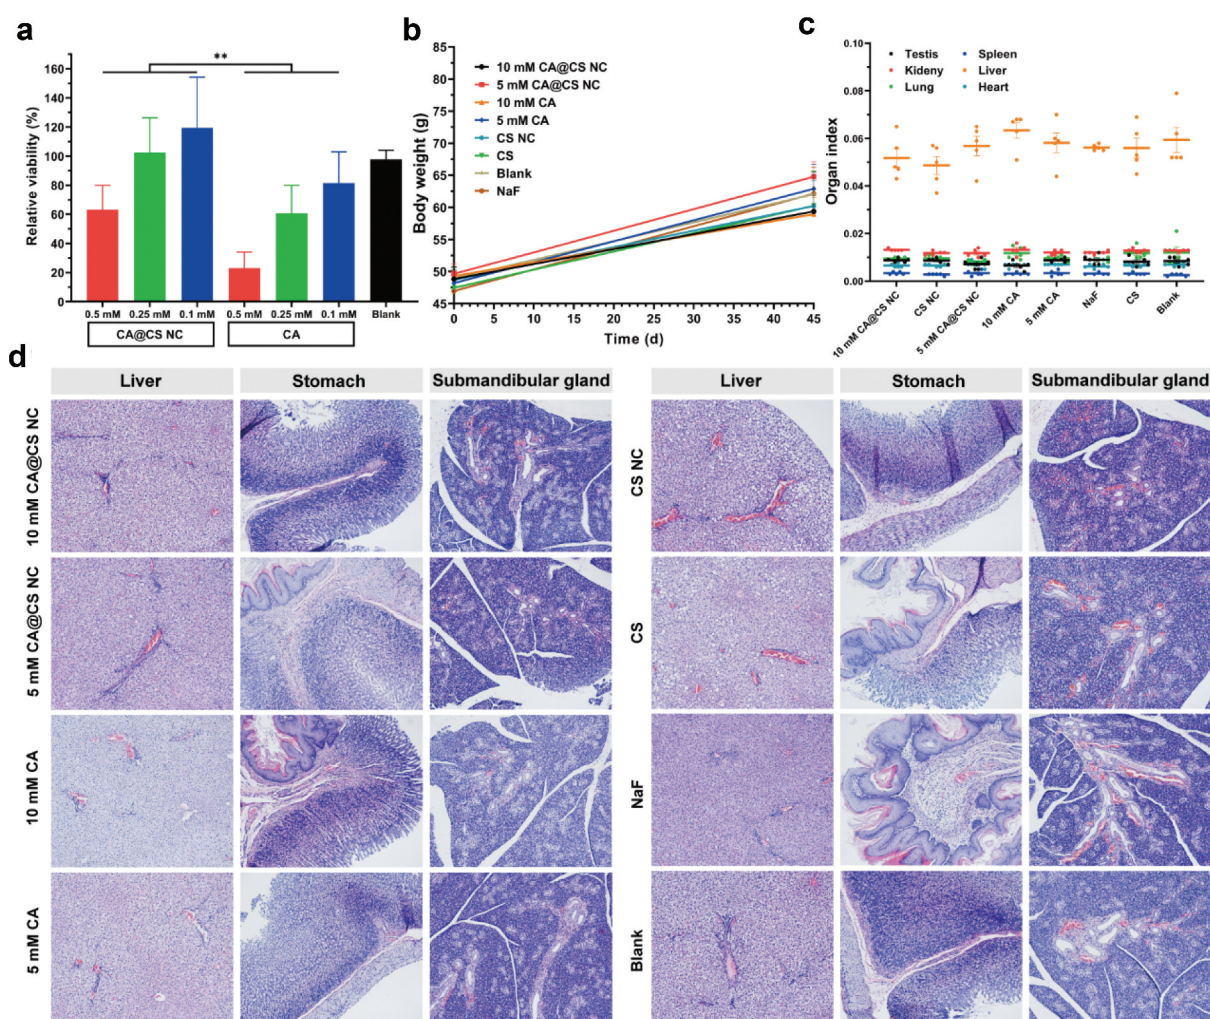 a
**
Relative viability (%)
160
140
120
100
80
60
40
20
0
0.5 mM 0.25 mM 0.1 mM 0.5 mM 0.25 mM 0.1 mM Blank
CA@CS NC CA
b
Body weight (g)
85
80
75
70
65
60
55
50
45
10 mM CA@CS NC
5 mM CA@CS NC
10 mM CA
5 mM CA
CS NC
CS
Blank
NaF
0 5 10 15 20 25 30 35 40 45
Time (d)
c
Organ index
0.10
0.08
0.06
0.04
0.02
0.00
Testis Spleen
Kideny Liver
Lung Heart
10 mM CA@CS NC
CS NC
5 mM CA@CS NC
10 mM CA
5 mM CA
NaF
CS
Blank
d
Liver Stomach Submandibular gland Liver Stomach Submandibular gland
10 mM CA@CS NC
CS NC
5 mM CA@CS NC
CS
10 mM CA
NaF
5 mM CA
Blank